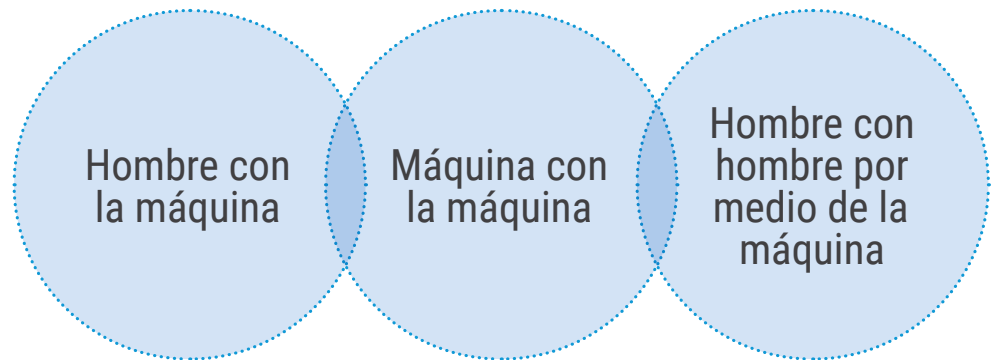 Hombre con
la máquina
Máquina con
la máquina
Hombre con
hombre por
medio de la
máquina